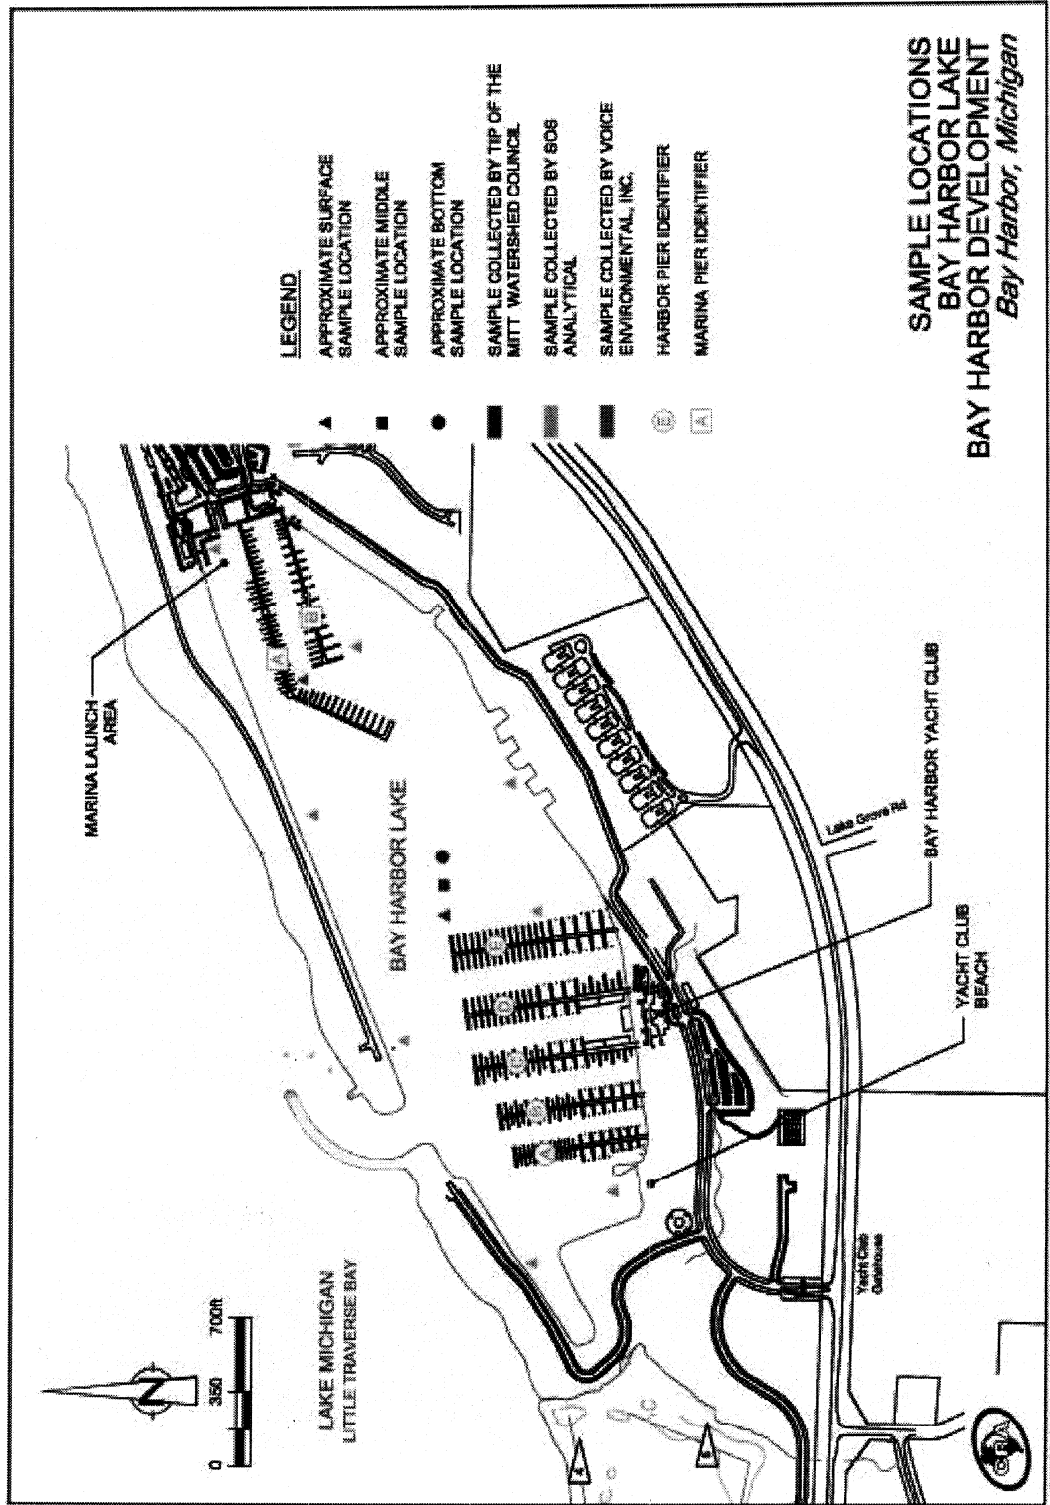 SAMPLE LOCATIONS
BAY HARBOR LAKE
BAY HARBOR DEVELOPMENT
Bay Harbor, Michigan
LEGEND
APPROXIMATE SURFACE
SAMPLE LOCATION
APPROXIMATE MIDDLE
SAMPLE LOCATION
APPROXIMATE BOTTOM
SAMPLE LOCATION
SAMPLE COLLECTED BY TIP OF THE
MITT WATERSHED COUNCIL
SAMPLE COLLECTED BY SOS
ANALYTICAL
SAMPLE COLLECTED BY VOICE
ENVIRONMENTAL, INC.
E
HARBOR PIER IDENTIFIER
A
MARINA PIER IDENTIFIER
MARINA LAUNCH
AREA
A
B
BAY HARBOR LAKE
E
D
C
B
A
LAKE MICHIGAN
LITTLE TRAVERSE BAY
N
0 350 700ft
Lake Grove Rd
BAY HARBOR YACHT CLUB
YACHT CLUB
BEACH
Yacht Club
Gatehouse
4
CRA